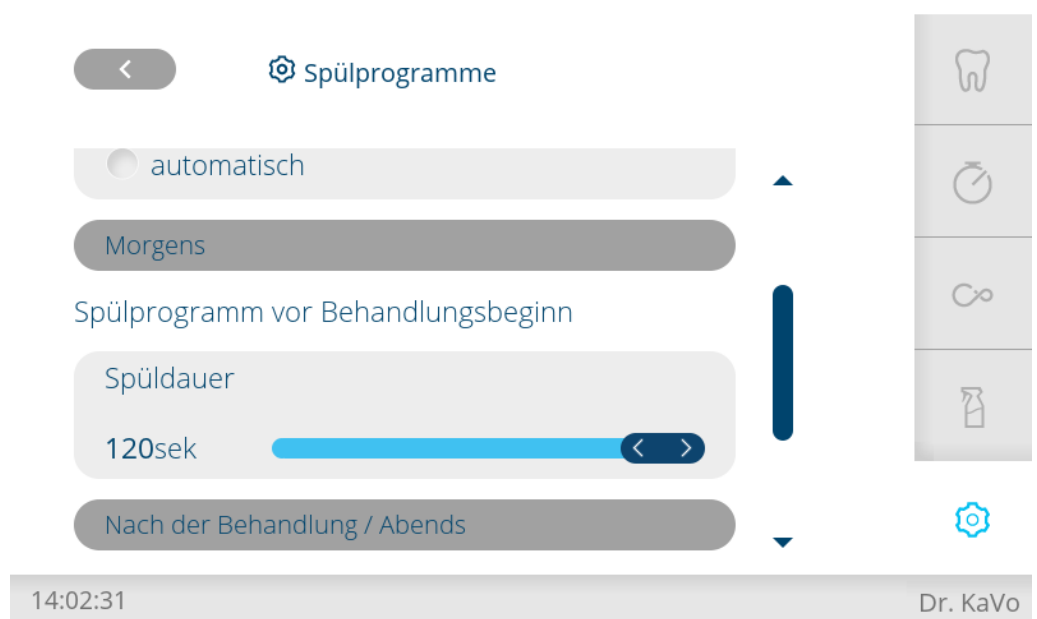 Spülprogramme
automatisch
Morgens
Spülprogramm vor Behandlungsbeginn
Spüldauer
120sek
Nach der Behandlung / Abends
14:02:31
Dr. KaVo